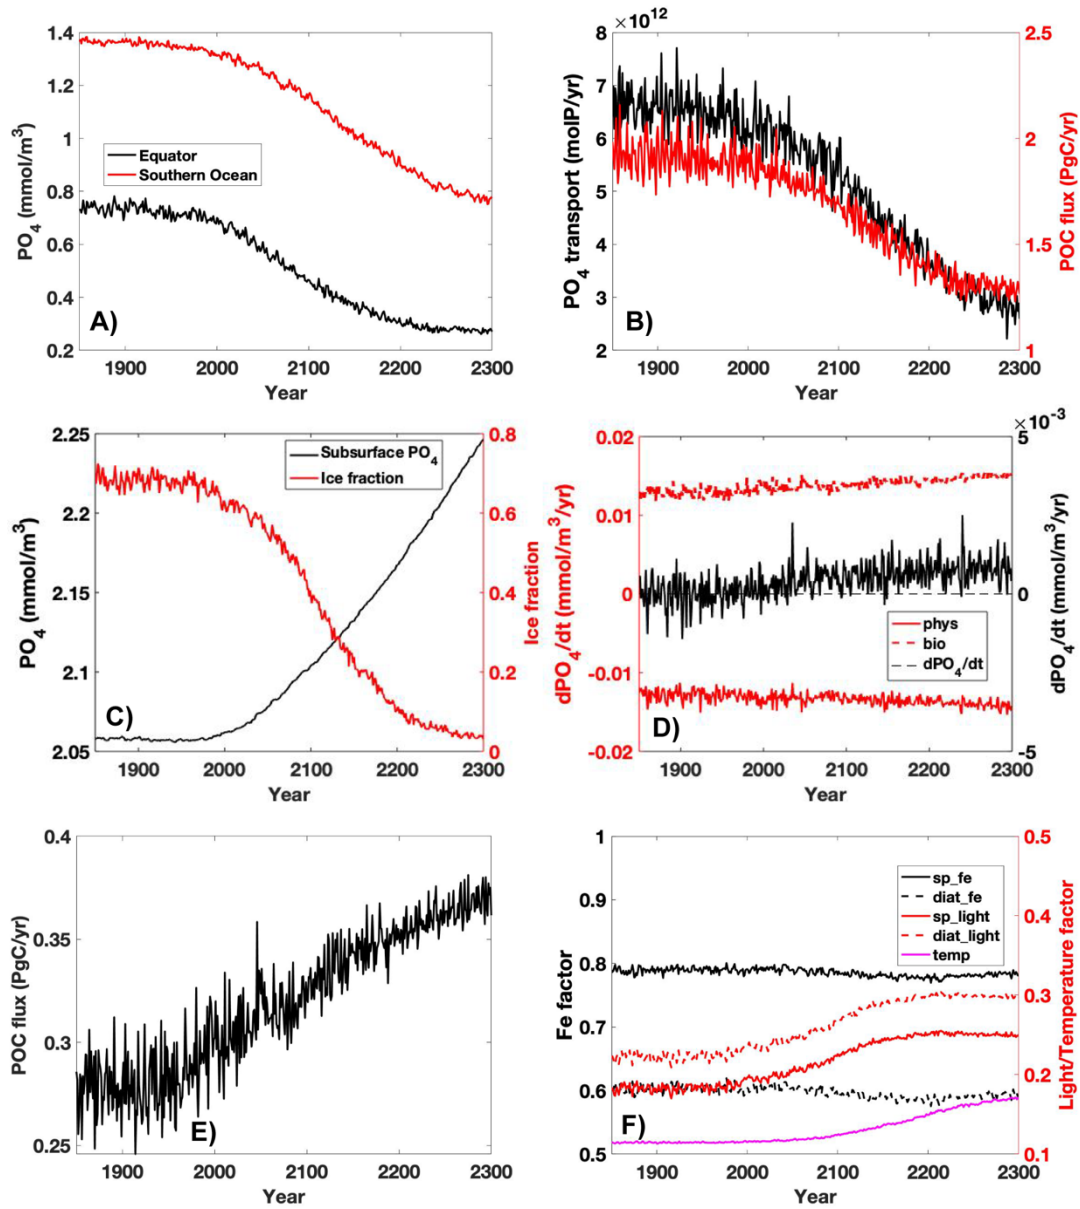 1.4
1.2
1
0.8
0.6
0.4
0.2
PO4 (mmol/m3)
Equator
Southern Ocean
A)
1900 2000 2100 2200 2300
Year
×1012
8
7
6
5
4
3
2
PO4 transport (molP/yr)
2.5
2
1.5
1
POC flux (PgC/yr)
B)
1900 2000 2100 2200 2300
Year
2.25
2.2
2.15
2.1
2.05
PO4 (mmol/m3)
Subsurface PO4
Ice fraction
0.8
0.6
0.4
0.2
0
Ice fraction
C)
1900 2000 2100 2200 2300
Year
0.02
0.01
0
-0.01
-0.02
dPO4/dt (mmol/m3/yr)
×10-3
5
0
-5
dPO4/dt (mmol/m3/yr)
phys
bio
dPO4/dt
D)
1900 2000 2100 2200 2300
Year
0.4
0.35
0.3
0.25
POC flux (PgC/yr)
E)
1900 2000 2100 2200 2300
Year
1
0.9
0.8
0.7
0.6
0.5
Fe factor
sp_fe
diat_fe
sp_light
diat_light
temp
0.5
0.4
0.3
0.2
0.1
Light/Temperature factor
F)
1900 2000 2100 2200 2300
Year